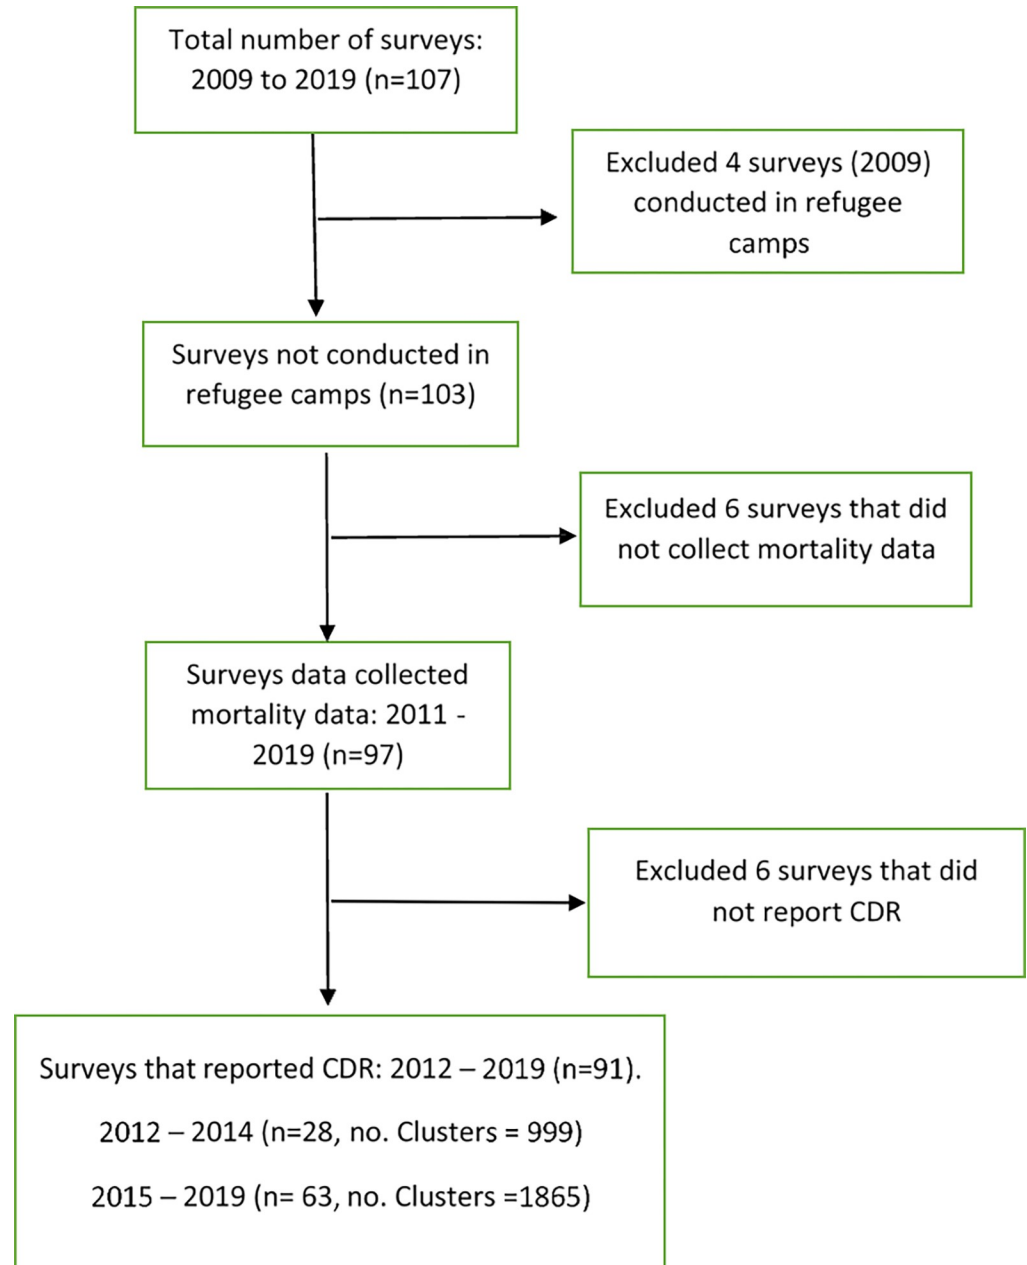 Total number of surveys:
2009 to 2019 (n=107)
Excluded 4 surveys (2009)
conducted in refugee
camps
Surveys not conducted in
refugee camps (n=103)
Excluded 6 surveys that did
not collect mortality data
Surveys data collected
mortality data: 2011 -
2019 (n=97)
Excluded 6 surveys that did
not report CDR
Surveys that reported CDR: 2012 – 2019 (n=91).
2012 – 2014 (n=28, no. Clusters = 999)
2015 – 2019 (n= 63, no. Clusters =1865)